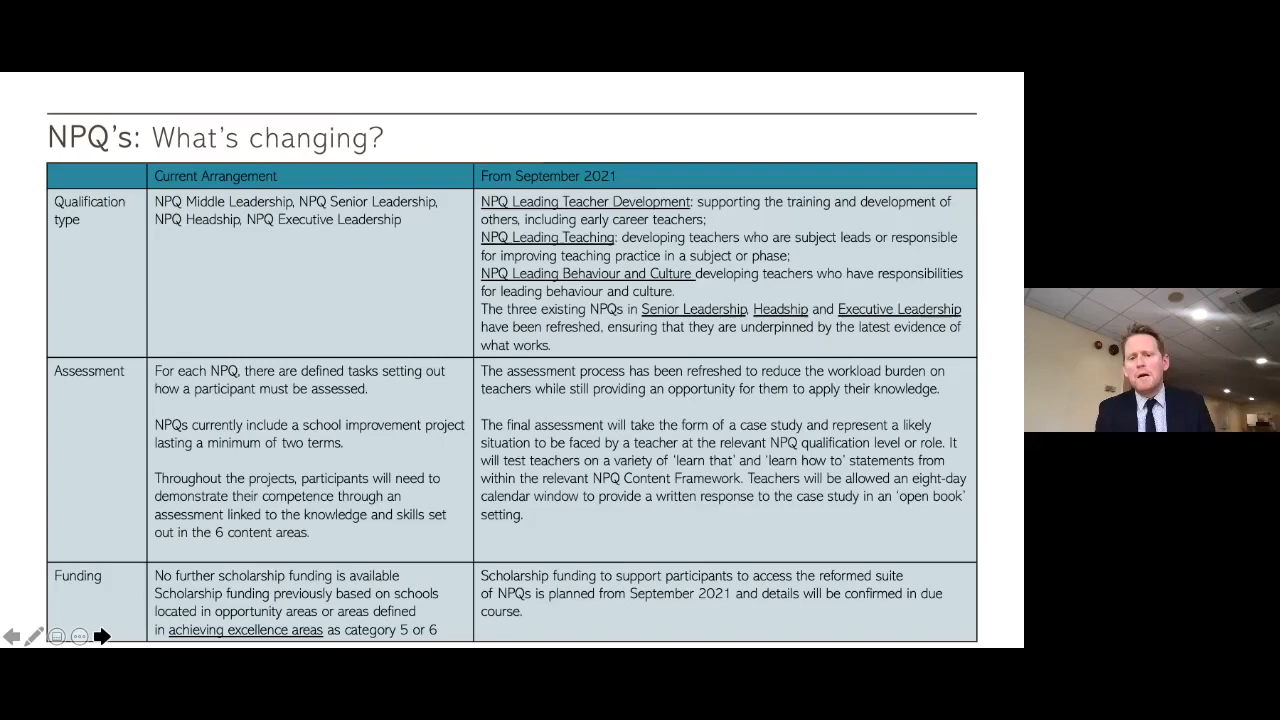 NPQ's: What's changing?
Current Arrangement
From September 2021
Qualification
type
NPQ Middle Leadership, NPQ Senior Leadership,
NPQ Headship, NPQ Executive Leadership
NPQ Leading Teacher Development: supporting the training and development of
others, including early career teachers;
NPQ Leading Teaching: developing teachers who are subject leads or responsible
for improving teaching practice in a subject or phase;
NPQ Leading Behaviour and Culture developing teachers who have responsibilities
for leading behaviour and culture.
The three existing NPQs in Senior Leadership, Headship and Executive Leadership
have been refreshed, ensuring that they are underpinned by the latest evidence of
what works.
Assessment
For each NPQ, there are defined tasks setting out
how a participant must be assessed.
NPQs currently include a school improvement project
lasting a minimum of two terms.
Throughout the projects, participants will need to
demonstrate their competence through an
assessment linked to the knowledge and skills set
out in the 6 content areas.
The assessment process has been refreshed to reduce the workload burden on
teachers while still providing an opportunity for them to apply their knowledge.
The final assessment will take the form of a case study and represent a likely
situation to be faced by a teacher at the relevant NPQ qualification level or role. It
will test teachers on a variety of 'learn that' and 'learn how to' statements from
within the relevant NPQ Content Framework. Teachers will be allowed an eight-day
calendar window to provide a written response to the case study in an 'open book'
setting.
Funding
No further scholarship funding is available
Scholarship funding previously based on schools
located in opportunity areas or areas defined
in achieving excellence areas as category 5 or 6
Scholarship funding to support participants to access the reformed suite
of NPQs is planned from September 2021 and details will be confirmed in due
course.